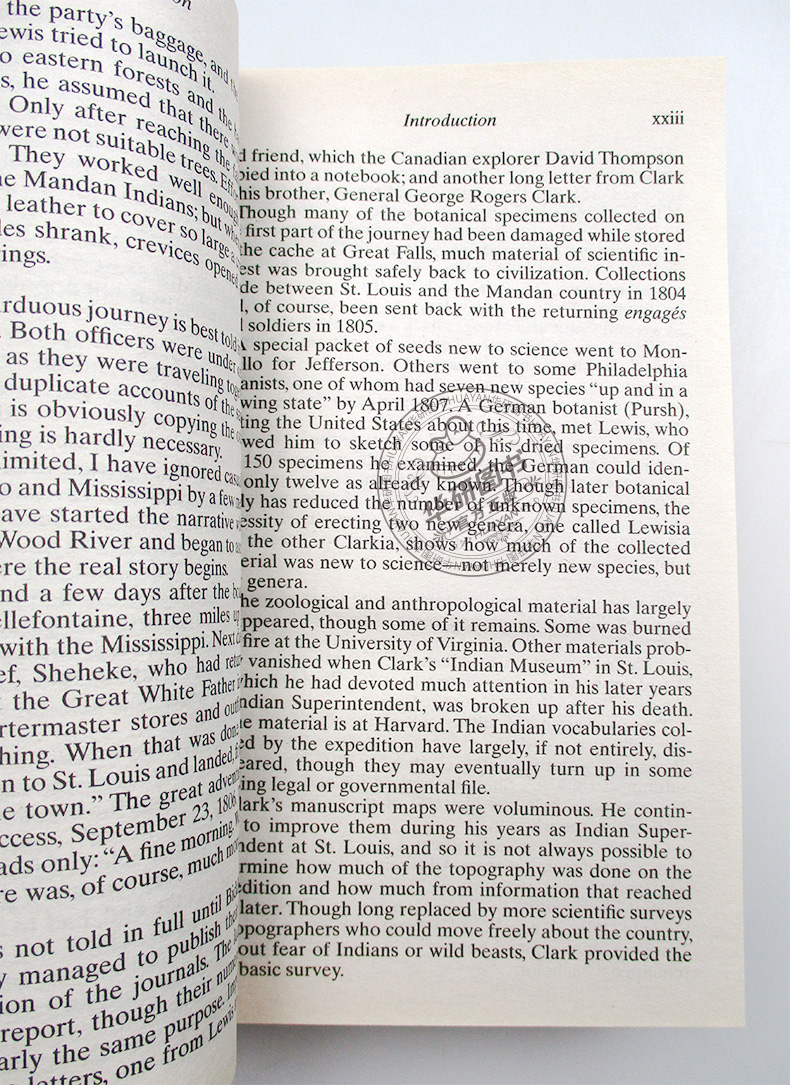 the party's baggage, and
ewis tried to launch it.
o eastern forests and the
s, he assumed that there
Only after reaching the
were not suitable trees.
They worked well enough
e Mandan Indians; but
leather to cover so large a
les shrank, crevices opened
rings.
rduous journey is best told
Both officers were under
as they were traveling
duplicate accounts of the
is obviously copying the
ing is hardly necessary.
limited, I have ignored
o and Mississippi by a few
ave started the narrative
Wood River and began to
ere the real story begins.
nd a few days after the
llefontaine, three miles
with the Mississippi. Next
ef, Sheheke, who had
t the Great White Father
rtermaster stores and
hing. When that was done
n to St. Louis and landed,
e town." The great
ccess, September 23, 1806
ads only: "A fine morning.
re was, of course, much
s not told in full until
y managed to publish
ion of the journals. The
report, though their
arly the same purpose.
letters, one from Lewis
Introduction xxiii
d friend, which the Canadian explorer David Thompson
pied into a notebook; and another long letter from Clark
his brother, General George Rogers Clark.
Though many of the botanical specimens collected on
first part of the journey had been damaged while stored
the cache at Great Falls, much material of scientific in-
est was brought safely back to civilization. Collections
de between St. Louis and the Mandan country in 1804
l, of course, been sent back with the returning engagés
l soldiers in 1805.
A special packet of seeds new to science went to Mon-
llo for Jefferson. Others went to some Philadelphia
anists, one of whom had seven new species "up and in a
wing state" by April 1807. A German botanist (Pursh),
ting the United States about this time, met Lewis, who
wed him to sketch some of his dried specimens. Of
150 specimens he examined, the German could iden-
only twelve as already known. Though later botanical
ly has reduced the number of unknown specimens, the
essity of erecting two new genera, one called Lewisia
the other Clarkia, shows how much of the collected
erial was new to science—not merely new species, but
genera.
he zoological and anthropological material has largely
ppeared, though some of it remains. Some was burned
fire at the University of Virginia. Other materials prob-
vanished when Clark's "Indian Museum" in St. Louis,
hich he had devoted much attention in his later years
ndian Superintendent, was broken up after his death.
e material is at Harvard. The Indian vocabularies col-
ed by the expedition have largely, if not entirely, dis-
eared, though they may eventually turn up in some
ing legal or governmental file.
lark's manuscript maps were voluminous. He contin-
to improve them during his years as Indian Super-
ndent at St. Louis, and so it is not always possible to
rmine how much of the topography was done on the
edition and how much from information that reached
later. Though long replaced by more scientific surveys
opographers who could move freely about the country,
out fear of Indians or wild beasts, Clark provided the
basic survey.
华研图书